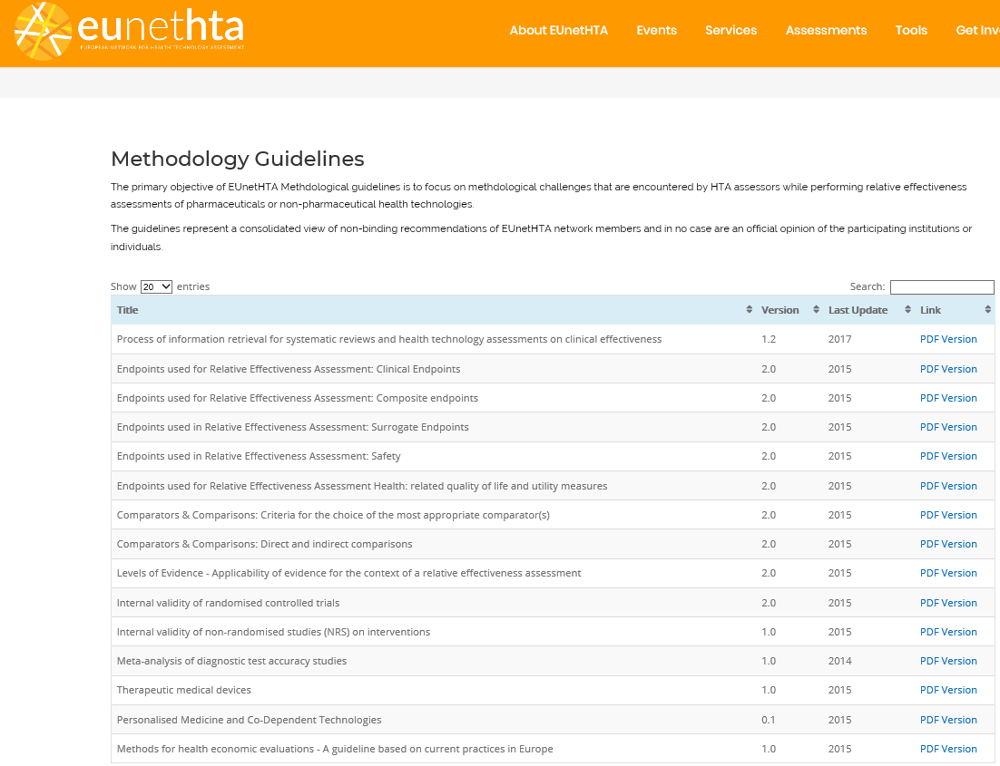 eunethta
EUROPEAN NETWORK FOR HEALTH TECHNOLOGY ASSESSMENT
About EUnetHTA Events Services Assessments Tools Get Inv
Methodology Guidelines
The primary objective of EUnetHTA Methdological guidelines is to focus on methdological challenges that are encountered by HTA assessors while performing relative effectiveness
assessments of pharmaceuticals or non-pharmaceutical health technologies.
The guidelines represent a consolidated view of non-binding recommendations of EUnetHTA network members and in no case are an official opinion of the participating institutions or
individuals.
Show 20 entries Search:
Title Version Last Update Link
Process of information retrieval for systematic reviews and health technology assessments on clinical effectiveness 1.2 2017 PDF Version
Endpoints used for Relative Effectiveness Assessment: Clinical Endpoints 2.0 2015 PDF Version
Endpoints used for Relative Effectiveness Assessment: Composite endpoints 2.0 2015 PDF Version
Endpoints used in Relative Effectiveness Assessment: Surrogate Endpoints 2.0 2015 PDF Version
Endpoints used in Relative Effectiveness Assessment: Safety 2.0 2015 PDF Version
Endpoints used for Relative Effectiveness Assessment Health: related quality of life and utility measures 2.0 2015 PDF Version
Comparators & Comparisons: Criteria for the choice of the most appropriate comparator(s) 2.0 2015 PDF Version
Comparators & Comparisons: Direct and indirect comparisons 2.0 2015 PDF Version
Levels of Evidence - Applicability of evidence for the context of a relative effectiveness assessment 2.0 2015 PDF Version
Internal validity of randomised controlled trials 2.0 2015 PDF Version
Internal validity of non-randomised studies (NRS) on interventions 1.0 2015 PDF Version
Meta-analysis of diagnostic test accuracy studies 1.0 2014 PDF Version
Therapeutic medical devices 1.0 2015 PDF Version
Personalised Medicine and Co-Dependent Technologies 0.1 2015 PDF Version
Methods for health economic evaluations - A guideline based on current practices in Europe 1.0 2015 PDF Version